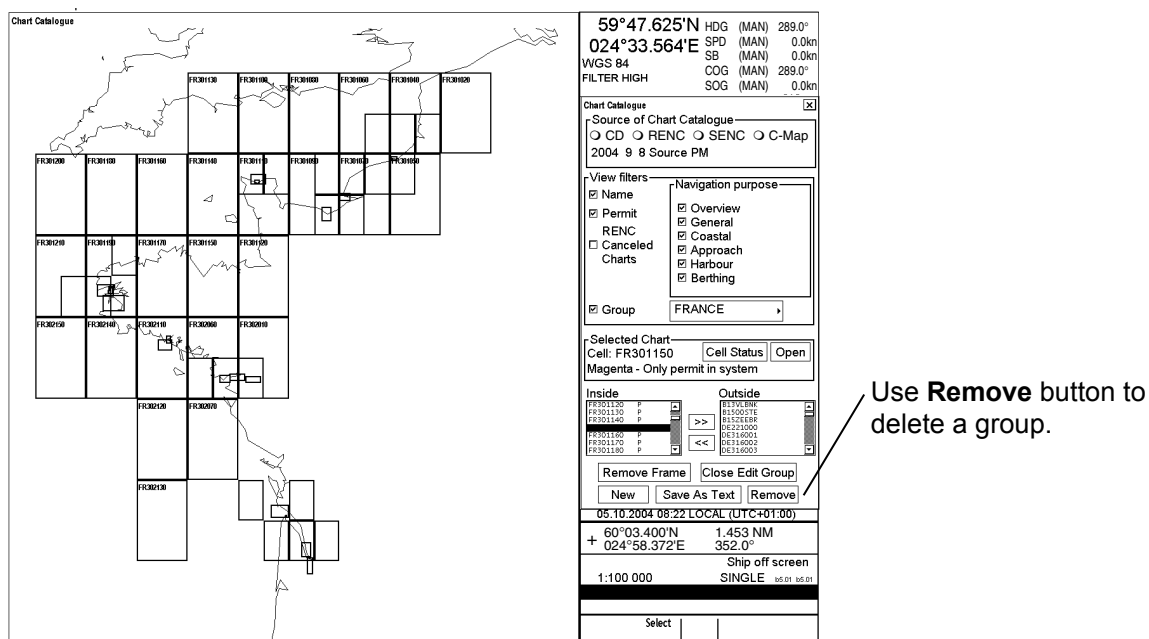 Chart Catalogue
FR301130 FR301100 FR301080 FR301060 FR301040 FR301020
FR301200 FR301180 FR301160 FR301140 FR301110 FR301090 FR301070 FR301050
FR301210 FR301190 FR301170 FR301150 FR301120
FR302150 FR302140 FR302110 FR302060 FR302010
FR302120 FR302070
FR302130
59°47.625'N HDG (MAN) 289.0°
024°33.564'E SPD (MAN) 0.0kn
WGS 84 SB (MAN) 0.0kn
FILTER HIGH COG (MAN) 289.0°
SOG (MAN) 0.0kn
Chart Catalogue
Source of Chart Catalogue
CD RENC SENC C-Map
2004 9 8 Source PM
View filters
Name
Permit
RENC
Canceled
Charts
Navigation purpose
Overview
General
Coastal
Approach
Harbour
Berthing
Group FRANCE
Selected Chart
Cell: FR301150 Cell Status Open
Magenta - Only permit in system
Inside Outside
FR301120 P B13VLBNK
FR301130 P B1500STE
FR301140 P B15ZEEBR
DE221000
FR301160 P DE316001
FR301170 P DE316002
FR301180 P DE316003
>>
<<
Remove Frame Close Edit Group
New Save As Text Remove
05.10.2004 08:22 LOCAL (UTC+01:00)
+ 60°03.400'N 1.453 NM
024°58.372'E 352.0°
Ship off screen
1:100 000 SINGLE b5.01 b5.01
Select
Use Remove button to
delete a group.